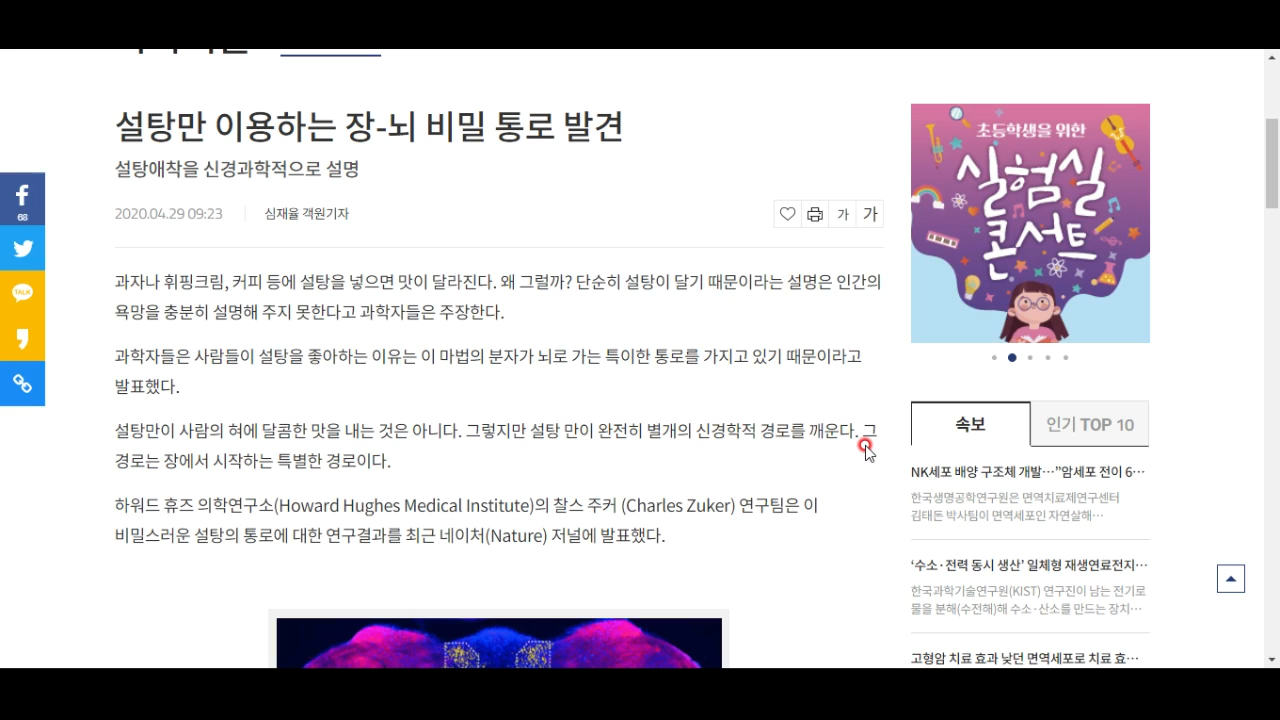 설탕만 이용하는 장-뇌 비밀 통로 발견
설탕애착을 신경과학적으로 설명
2020.04.29 09:23
심재율 객원기자
가
가
68
TALK
과자나 휘핑크림, 커피 등에 설탕을 넣으면 맛이 달라진다. 왜 그럴까? 단순히 설탕이 달기 때문이라는 설명은 인간의
욕망을 충분히 설명해 주지 못한다고 과학자들은 주장한다.
과학자들은 사람들이 설탕을 좋아하는 이유는 이 마법의 분자가 뇌로 가는 특이한 통로를 가지고 있기 때문이라고
발표했다.
설탕만이 사람의 혀에 달콤한 맛을 내는 것은 아니다. 그렇지만 설탕 만이 완전히 별개의 신경학적 경로를 깨운다. 그
경로는 장에서 시작하는 특별한 경로이다.
하워드 휴즈 의학연구소(Howard Hughes Medical Institute)의 찰스 주커 (Charles Zuker) 연구팀은 이
비밀스러운 설탕의 통로에 대한 연구결과를 최근 네이처(Nature) 저널에 발표했다.
초등학생을 위한
실험실
콘서트
속보
인기 TOP 10
NK세포 배양 구조체 개발…”암세포 전이 6…
한국생명공학연구원은 면역치료제연구센터
김태돈 박사팀이 면역세포인 자연살해…
‘수소·전력 동시 생산’ 일체형 재생연료전지…
한국과학기술연구원(KIST) 연구진이 남는 전기로
물을 분해(수전해)해 수소·산소를 만드는 장치…
고형암 치료 효과 낮던 면역세포로 치료 효…